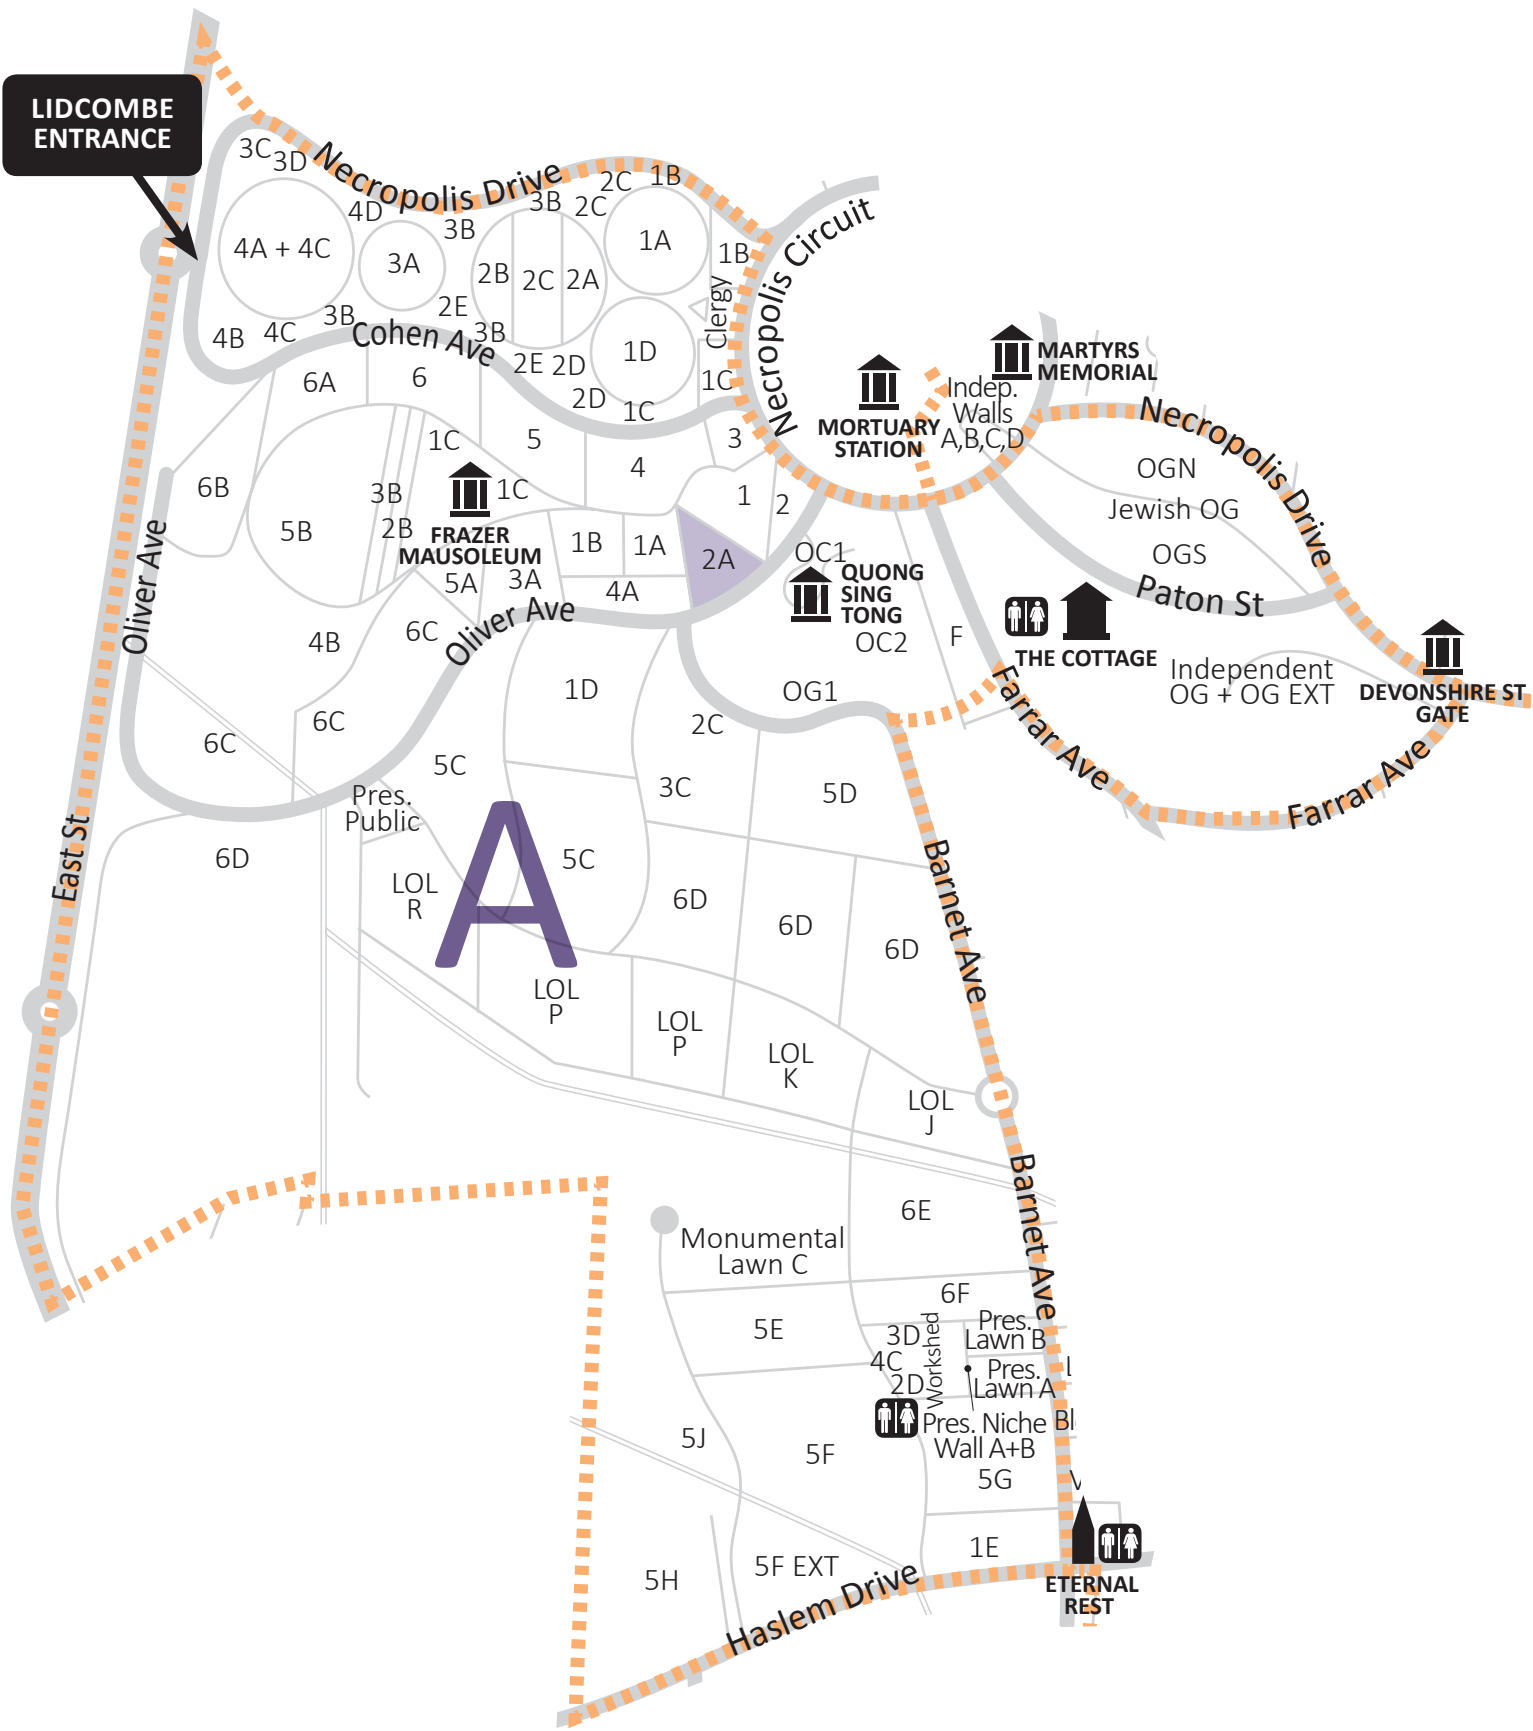 LIDCOMBE
ENTRANCE
3C
3D
Necropolis Drive
4D
3B
3B
2C
2C
1B
4A + 4C
3A
2B
2C
2A
1A
1B
Clergy
Necropolis Circuit
2E
3B
3B
4B
4C
Cohen Ave
2E
2D
1D
2D
1C
1C
6A
6
5
4
3
1
2
MARTYRS
MEMORIAL
MORTUARY
STATION
Indep.
Walls
A,B,C,D
Necropolis Drive
OGN
Jewish OG
OGS
Paton St
6B
5B
3B
2B
1C
1C
FRAZER
MAUSOLEUM
5A
3A
1B
1A
4A
2A
OC1
QUONG
SING
TONG
OC2
F
THE COTTAGE
Independent
OG + OG EXT
DEVONSHIRE ST
GATE
Oliver Ave
Oliver Ave
4B
6C
6C
6C
1D
OG1
2C
Farrar Ave
Farrar Ave
5C
Pres.
Public
3C
5D
East St
6D
LOL
R
A
5C
6D
6D
6D
Barnet Ave
LOL
P
LOL
P
LOL
K
LOL
J
Barnet Ave
6E
Monumental
Lawn C
6F
5E
3D
4C
2D
Workshed
Pres.
Lawn B
Pres.
Lawn A
Pres. Niche
Wall A+B
Bl
5J
5F
5G
1E
5H
5F EXT
Haslem Drive
ETERNAL
REST